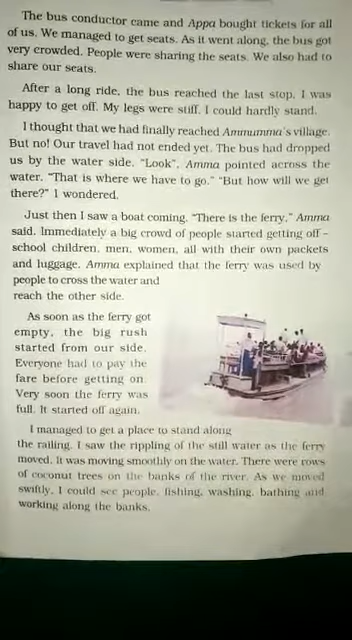 The bus conductor came and Appa bought tickets for all
of us. We managed to get seats. As it went along, the bus got
very crowded. People were sharing the seats. We also had to
share our seats.
After a long ride, the bus reached the last stop. I was
happy to get off. My legs were stiff. I could hardly stand.
I thought that we had finally reached Ammumma's village.
But no! Our travel had not ended yet. The bus had dropped
us by the water side. "Look", Amma pointed across the
water. "That is where we have to go." "But how will we get
there?" I wondered.
Just then I saw a boat coming. "There is the ferry," Amma
said. Immediately a big crowd of people started getting off –
school children, men, women, all with their own packets
and luggage. Amma explained that the ferry was used by
people to cross the water and
reach the other side.
As soon as the ferry got
empty, the big rush
started from our side.
Everyone had to pay the
fare before getting on.
Very soon the ferry was
full. It started off again.
I managed to get a place to stand along
the railing. I saw the rippling of the still water as the ferry
moved. It was moving smoothly on the water. There were rows
of coconut trees on the banks of the river. As we moved
swiftly, I could see people, fishing, washing, bathing and
working along the banks.